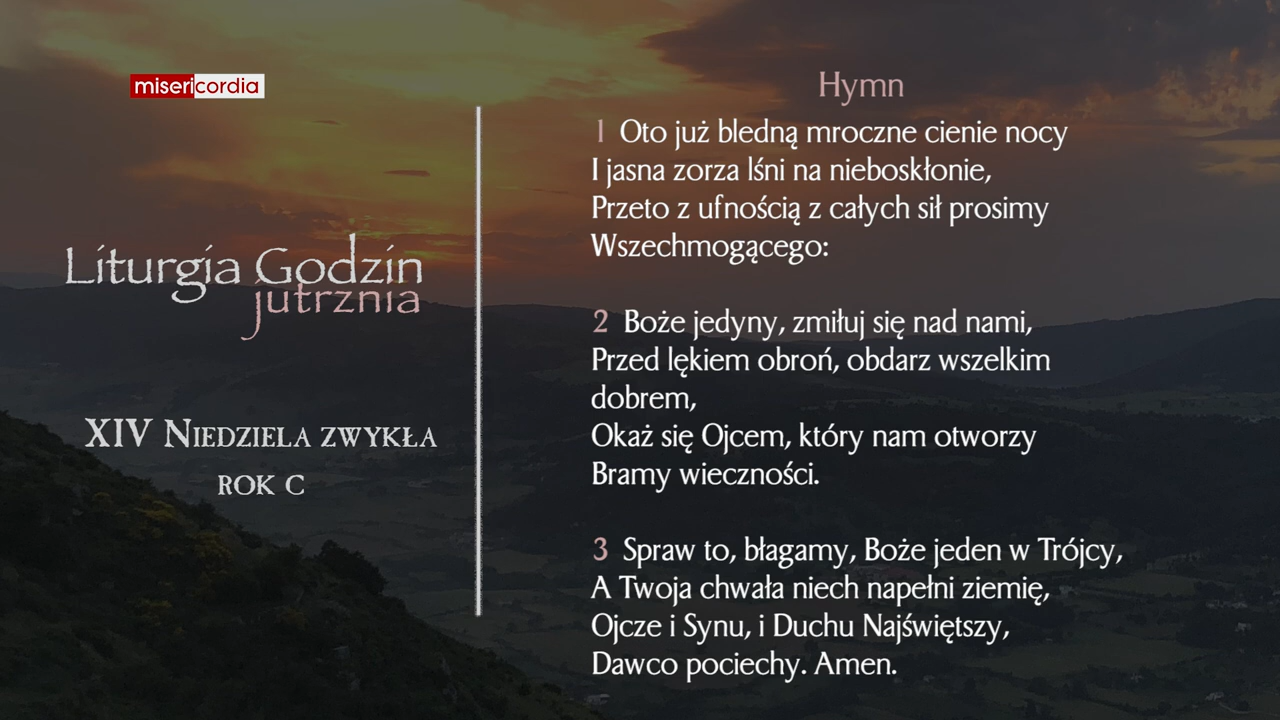 misericordia
Liturgia Godzin
jutrznia
XIV Niedziela zwykła
rok C
Hymn
1 Oto już bledną mroczne cienie nocy
I jasna zorza lśni na nieboskłonie,
Przeto z ufnością z całych sił prosimy
Wszechmogącego:
2 Boże jedyny, zmiłuj się nad nami,
Przed lękiem obroń, obdarz wszelkim
dobrem,
Okaż się Ojcem, który nam otworzy
Bramy wieczności.
3 Spraw to, błagamy, Boże jeden w Trójcy,
A Twoja chwała niech napełni ziemię,
Ojcze i Synu, i Duchu Najświętszy,
Dawco pociechy. Amen.